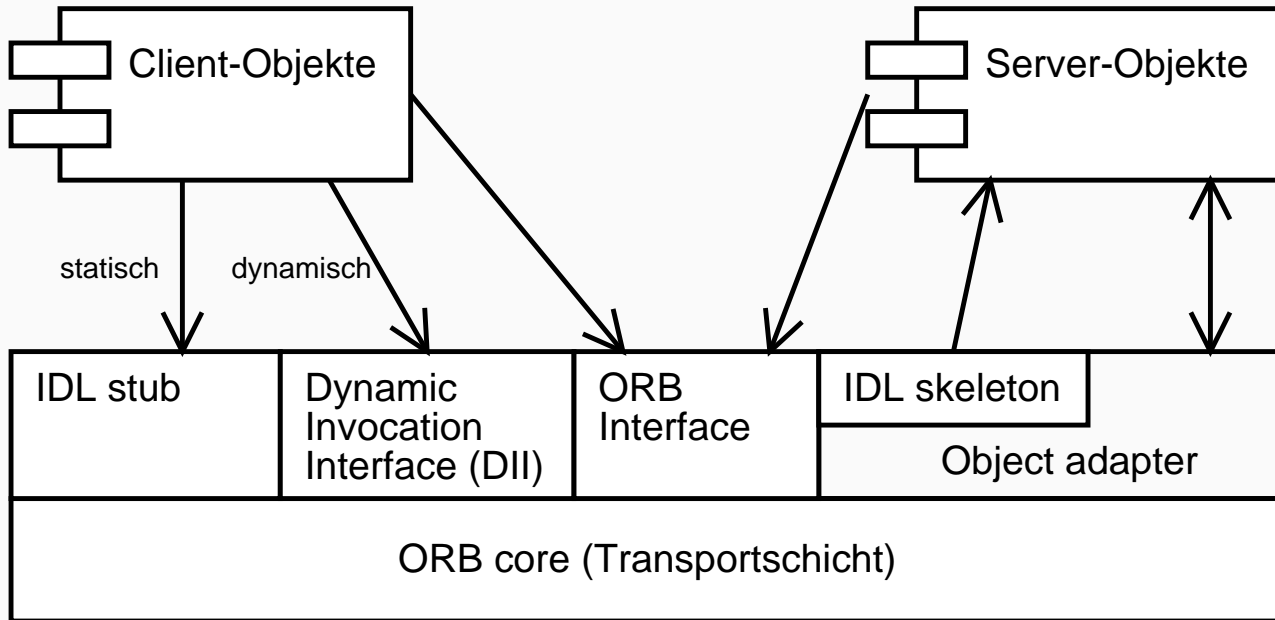 Client-Objekte
Server-Objekte
statisch
dynamisch
IDL stub
Dynamic
Invocation
Interface (DII)
ORB
Interface
IDL skeleton
Object adapter
ORB core (Transportschicht)